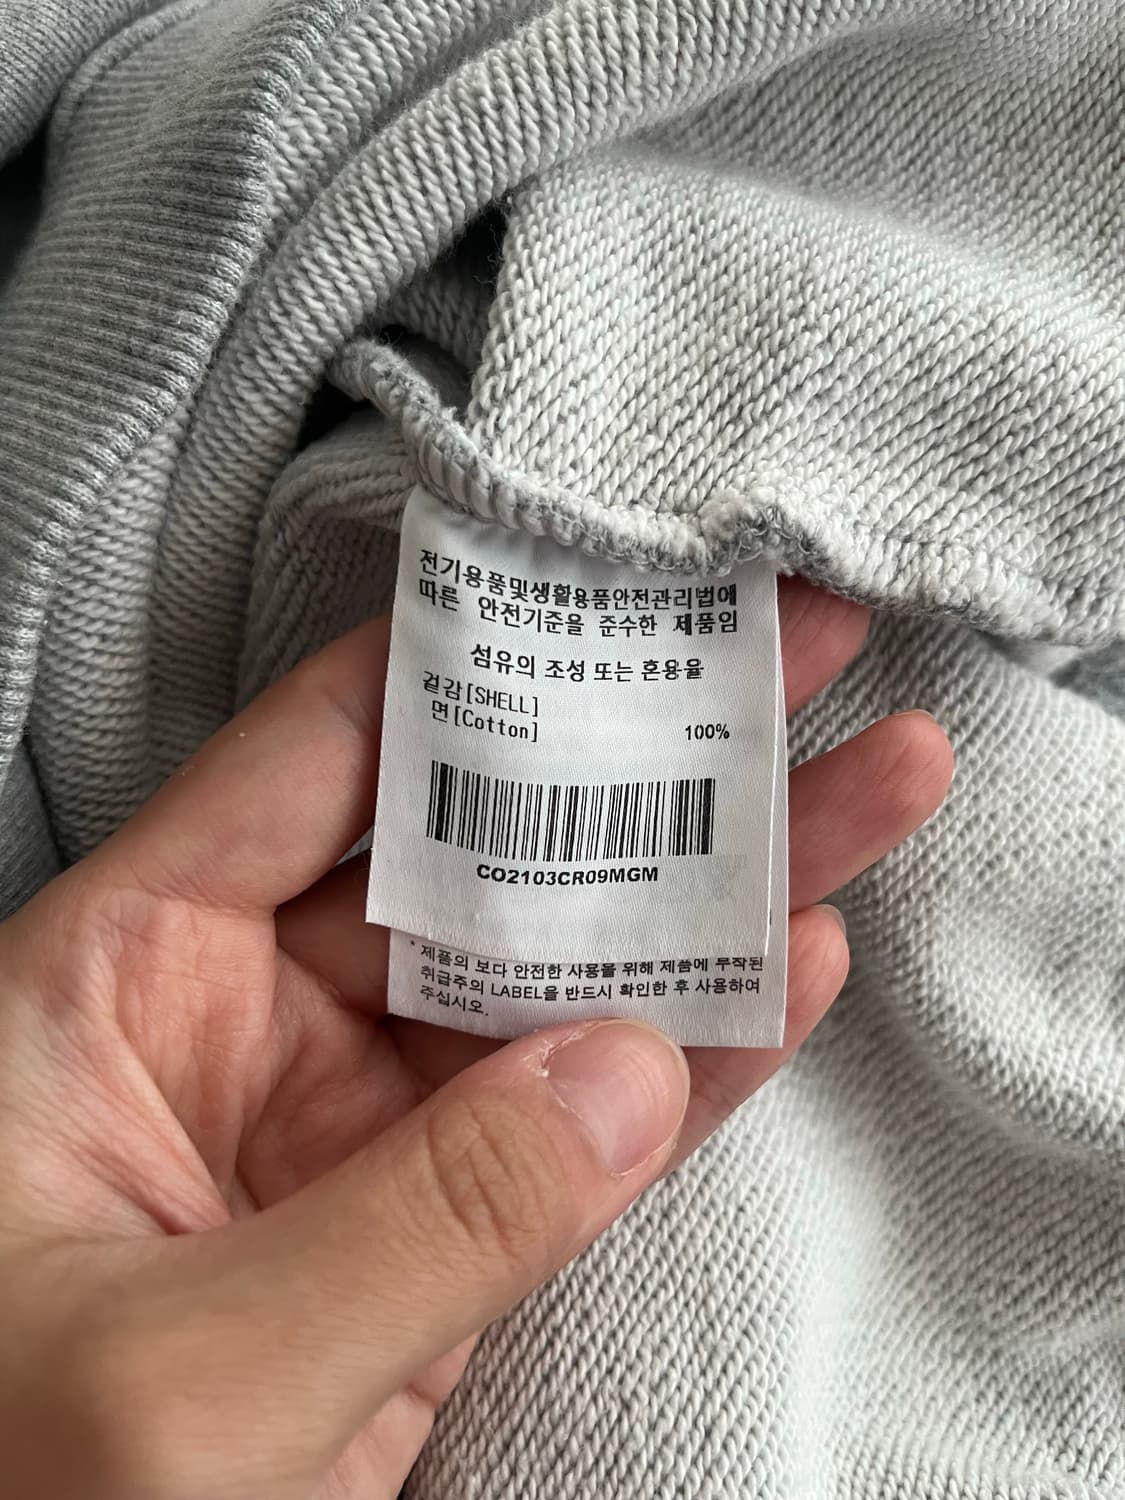 전기용품및생활용품안전관리법에
따른 안전기준을 준수한 제품임
섬유의 조성 또는 혼용율
겉감[SHELL]
면[Cotton] 100%
CO2103CR09MGM
* 제품의 보다 안전한 사용을 위해 제품에 부착된
취급주의 LABEL을 반드시 확인한 후 사용하여
주십시오.